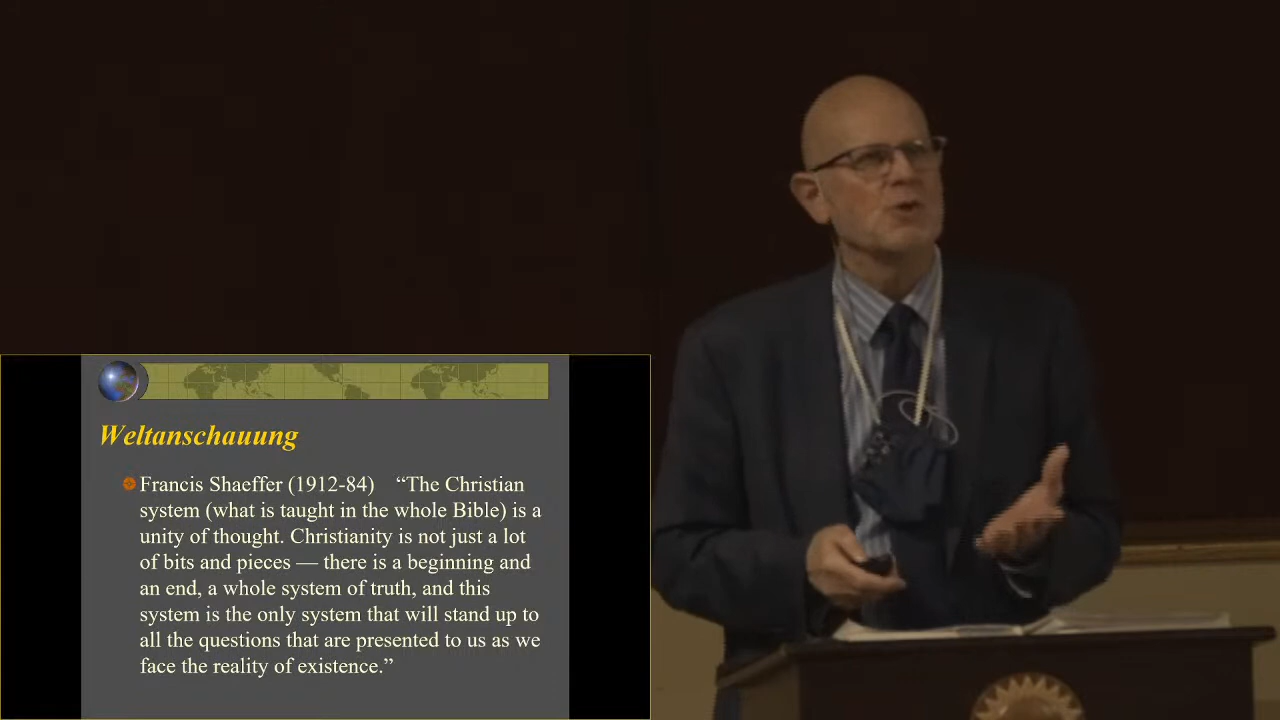 Weltanschauung
Francis Shaeffer (1912-84) “The Christian
system (what is taught in the whole Bible) is a
unity of thought. Christianity is not just a lot
of bits and pieces — there is a beginning and
an end, a whole system of truth, and this
system is the only system that will stand up to
all the questions that are presented to us as we
face the reality of existence.”